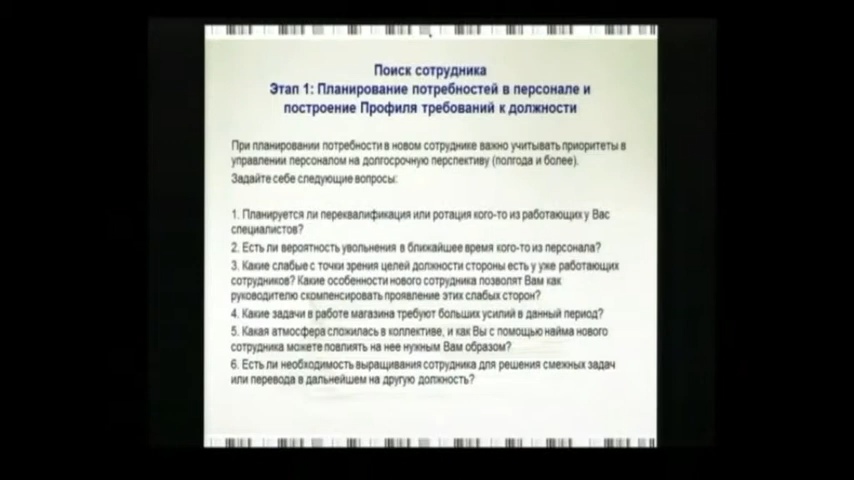 Поиск сотрудника
Этап 1: Планирование потребностей в персонале и
построение Профиля требований к должности
При планировании потребности в новом сотруднике важно учитывать приоритеты в
управлении персоналом на долгосрочную перспективу (полгода и более).
Задайте себе следующие вопросы:
1. Планируется ли переквалификация или ротация кого-то из работающих у Вас
специалистов?
2. Есть ли вероятность увольнения в ближайшее время кого-то из персонала?
3. Какие слабые с точки зрения целей должности стороны есть у уже работающих
сотрудников? Какие особенности нового сотрудника позволят Вам как
руководителю скомпенсировать проявление этих слабых сторон?
4. Какие задачи в работе магазина требуют больших усилий в данный период?
5. Какая атмосфера сложилась в коллективе, и как Вы с помощью найма нового
сотрудника можете повлиять на нее нужным Вам образом?
6. Есть ли необходимость выращивания сотрудника для решения смежных задач
или перевода в дальнейшем на другую должность?